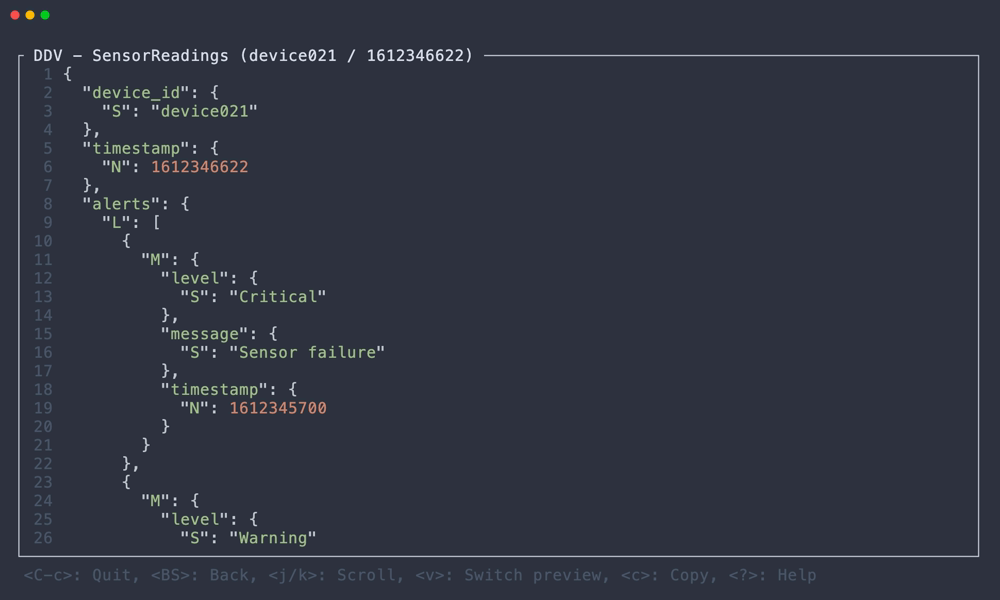 DDV – SensorReadings (device021 / 1612346622)
1 {
2   "device_id": {
3     "S": "device021"
4   },
5   "timestamp": {
6     "N": 1612346622
7   },
8   "alerts": {
9     "L": [
10       {
11         "M": {
12           "level": {
13             "S": "Critical"
14           },
15           "message": {
16             "S": "Sensor failure"
17           },
18           "timestamp": {
19             "N": 1612345700
20           }
21         }
22       },
23       {
24         "M": {
25           "level": {
26             "S": "Warning"
<C-c>: Quit, <BS>: Back, <j/k>: Scroll, <v>: Switch preview, <c>: Copy, <?>: Help